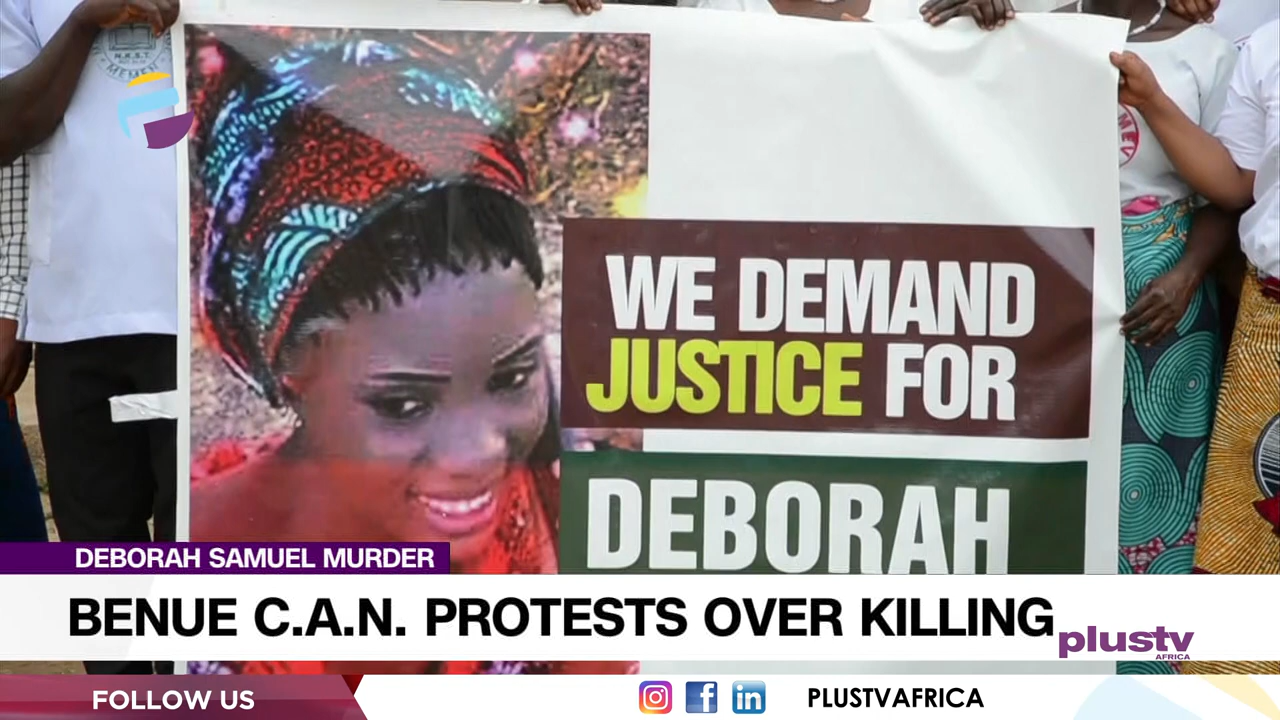 N.K.S.T.
WE DEMAND
JUSTICE FOR
DEBORAH
DEBORAH SAMUEL MURDER
BENUE C.A.N. PROTESTS OVER KILLING
plustv
AFRICA
FOLLOW US
PLUSTVAFRICA